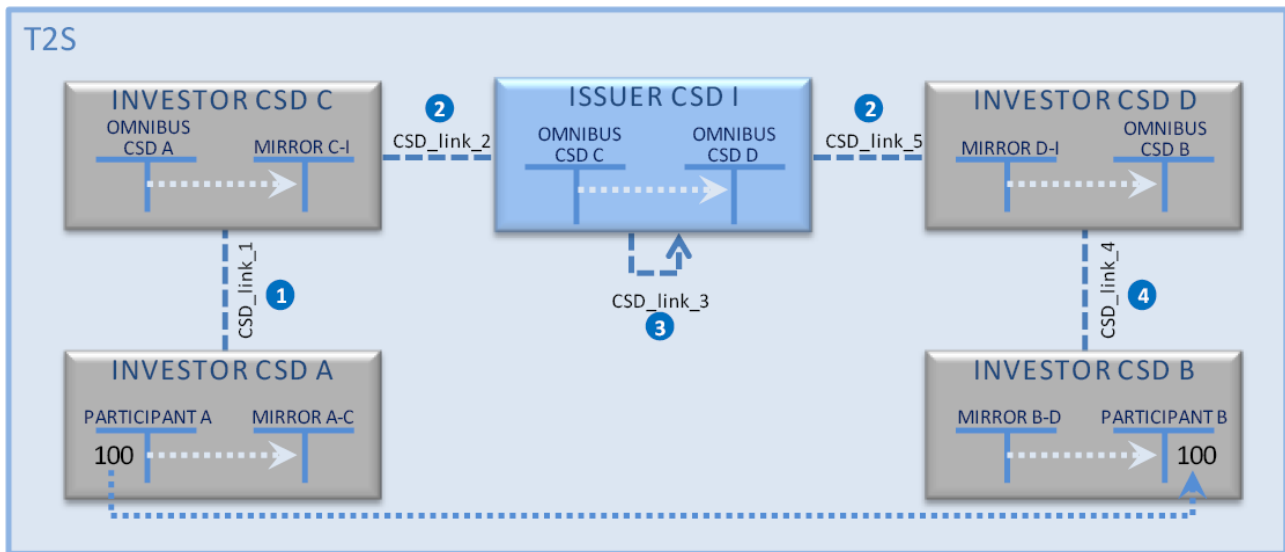 T2S
INVESTOR CSD C
OMNIBUS
CSD A
MIRROR C-I
2
CSD_link_2
ISSUER CSD I
OMNIBUS
CSD C
OMNIBUS
CSD D
2
CSD_link_5
INVESTOR CSD D
MIRROR D-I
OMNIBUS
CSD B
CSD_link_1
1
CSD_link_3
3
CSD_link_4
4
INVESTOR CSD A
PARTICIPANT A
MIRROR A-C
100
INVESTOR CSD B
MIRROR B-D
PARTICIPANT B
100